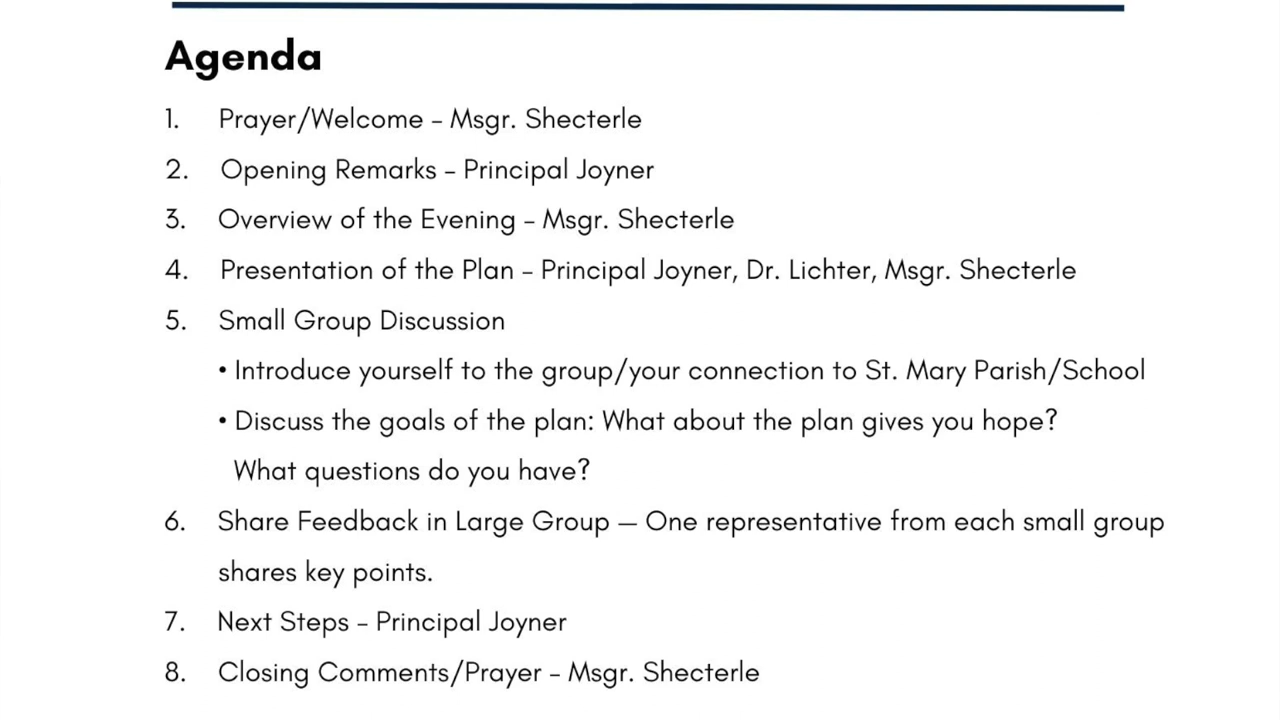 Agenda
1. Prayer/Welcome – Msgr. Shecterle
2. Opening Remarks – Principal Joyner
3. Overview of the Evening – Msgr. Shecterle
4. Presentation of the Plan – Principal Joyner, Dr. Lichter, Msgr. Shecterle
5. Small Group Discussion
• Introduce yourself to the group/your connection to St. Mary Parish/School
• Discuss the goals of the plan: What about the plan gives you hope?
What questions do you have?
6. Share Feedback in Large Group — One representative from each small group
shares key points.
7. Next Steps – Principal Joyner
8. Closing Comments/Prayer – Msgr. Shecterle